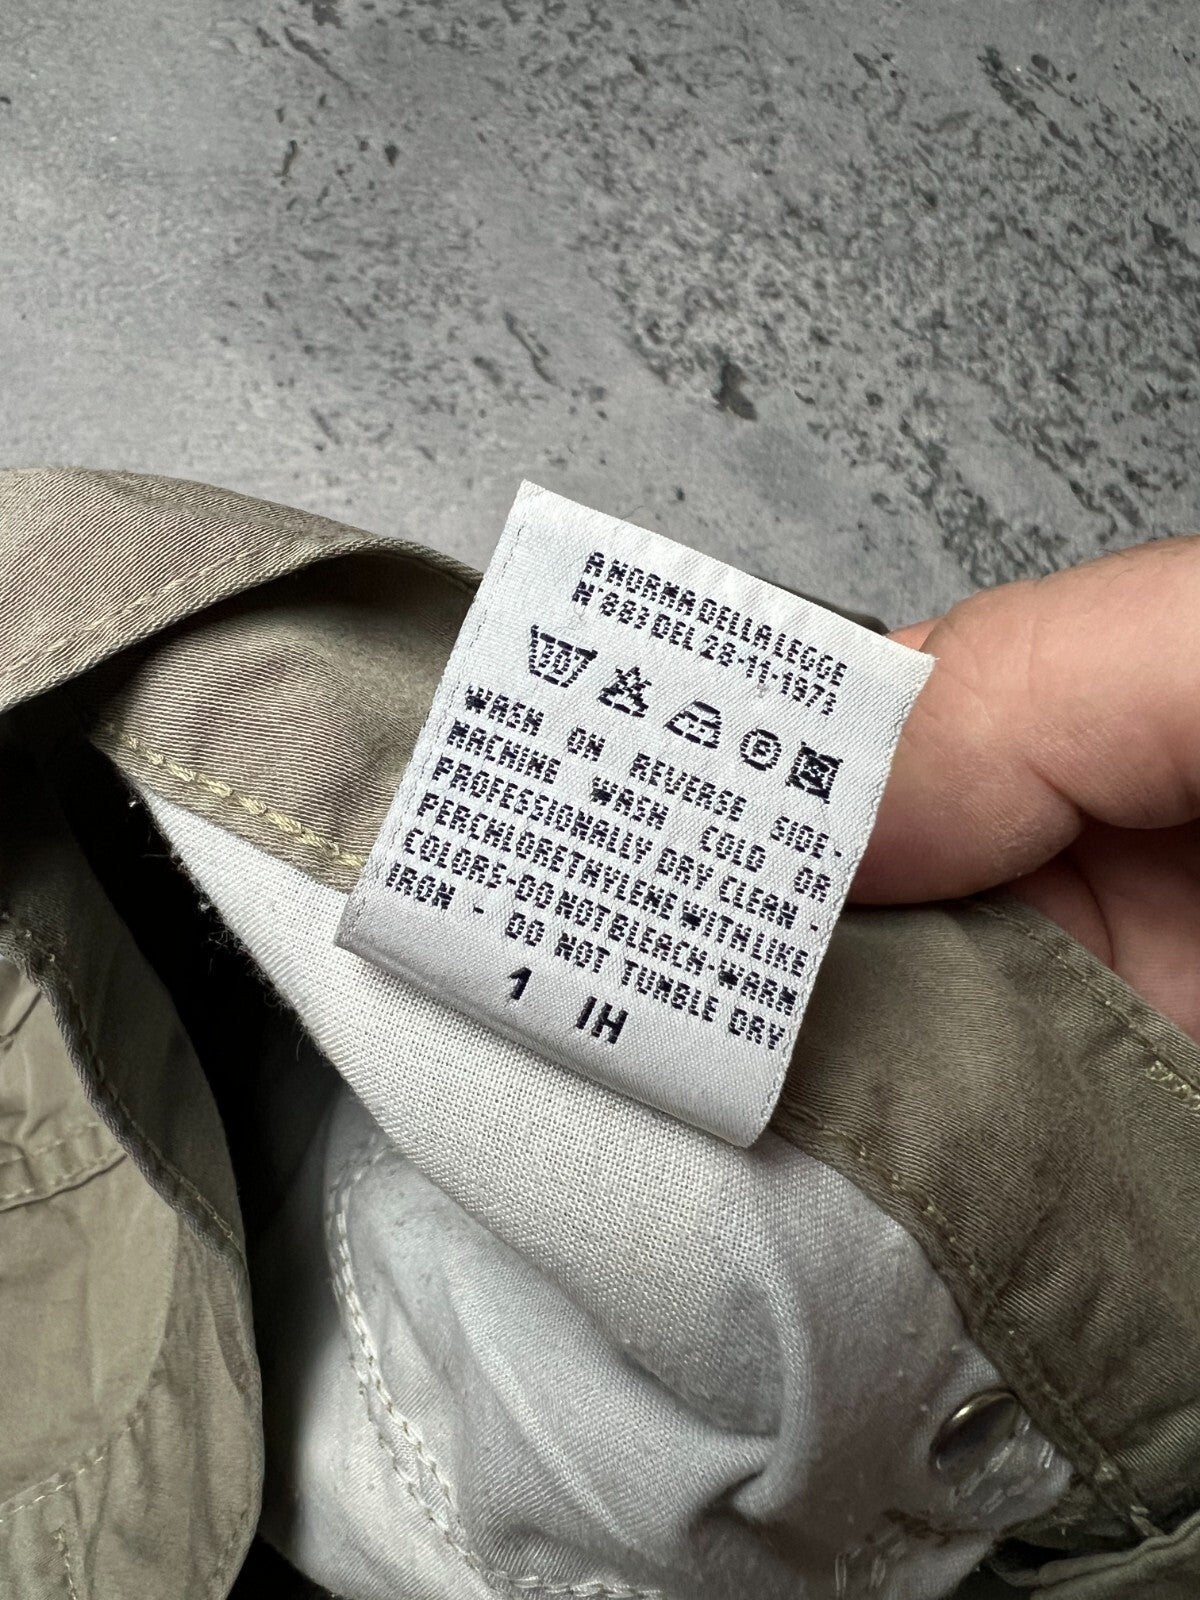 A NORMA DELLA LEGGE
N°883 DEL 26-11-1973
30°
P
WASH ON REVERSE SIDE-
MACHINE WASH COLD OR
PROFESSIONALLY DRY CLEAN -
PERCHLORETHYLENE WITH LIKE
COLORS-DO NOT BLEACH-WARM
IRON - DO NOT TUMBLE DRY
1 IH